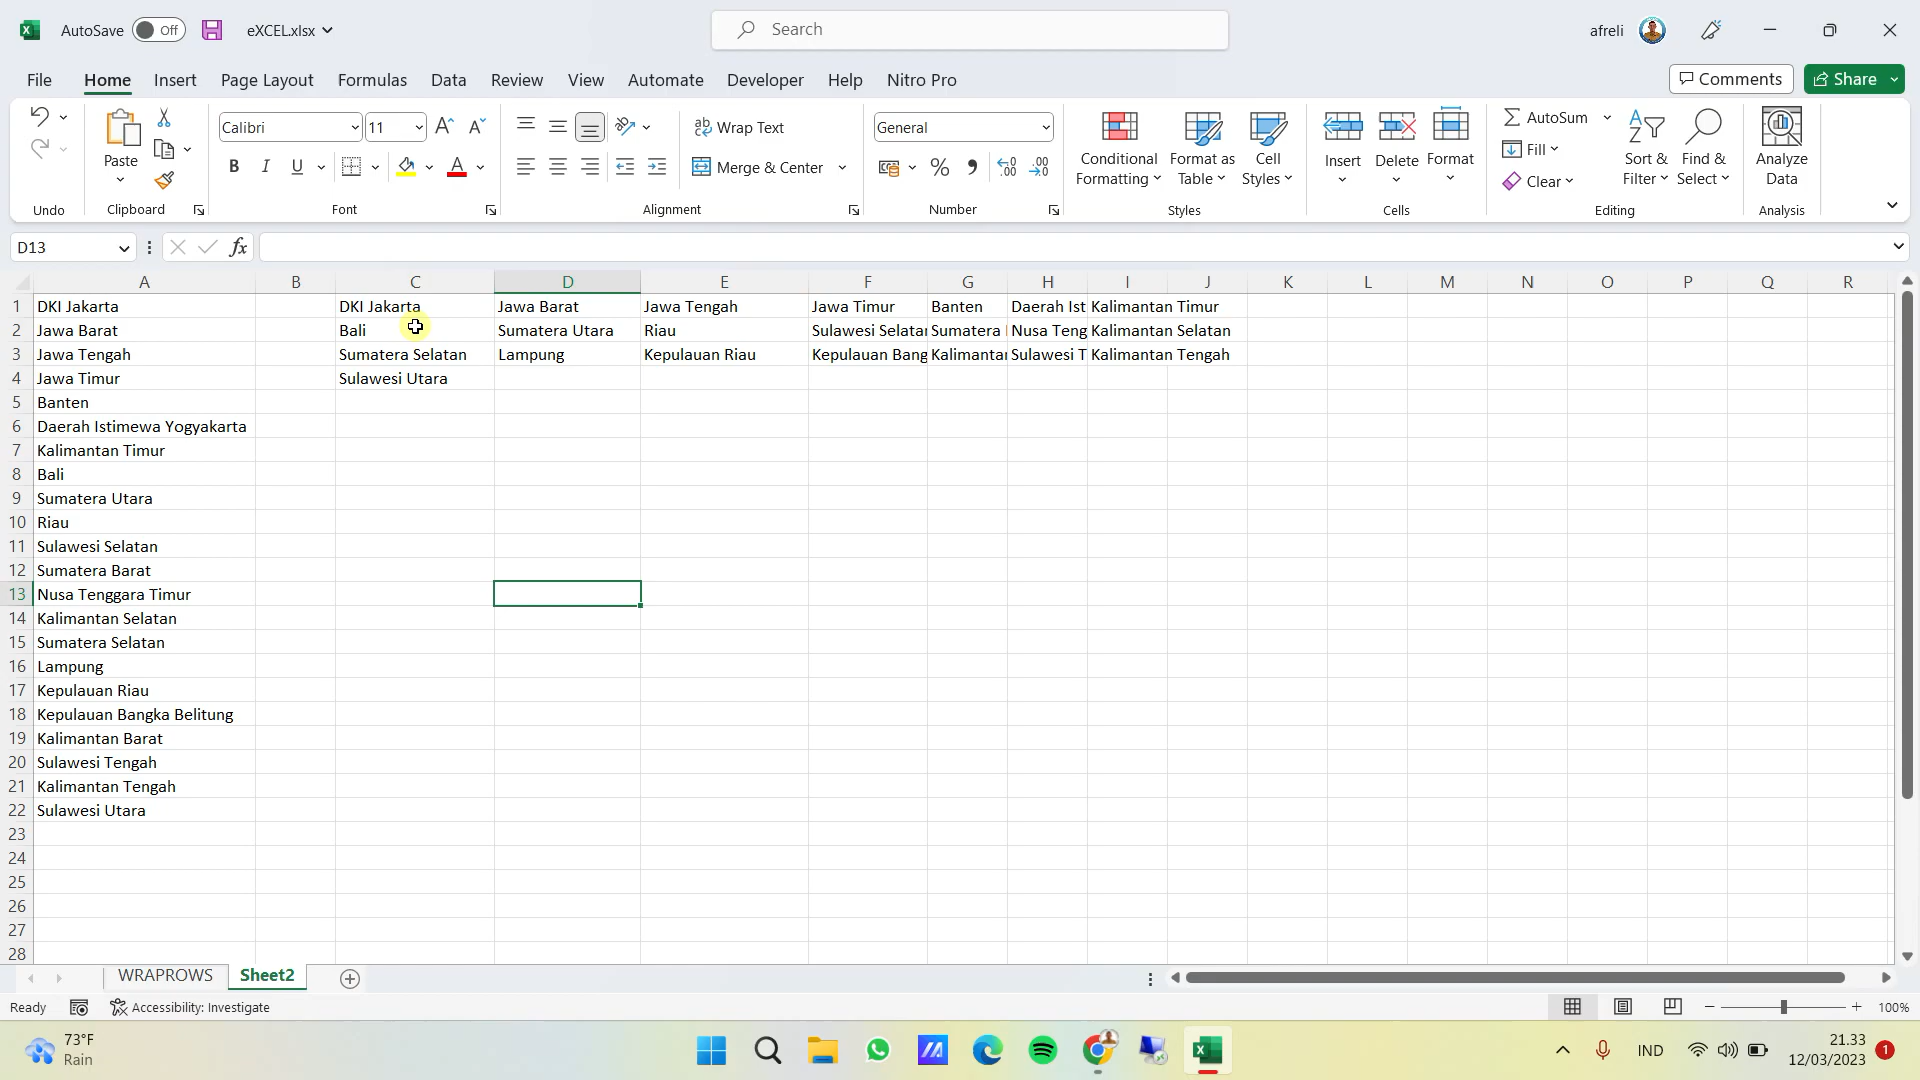 AutoSave Off eXCEL.xlsx Search afreli
File Home Insert Page Layout Formulas Data Review View Automate Developer Help Nitro Pro Comments Share
Calibri 11 Wrap Text General AutoSum
Paste Fill
Merge & Center Conditional Formatting Format as Table Cell Styles Insert Delete Format Clear Sort & Filter Find & Select Analyze Data
Undo Clipboard Font Alignment Number Styles Cells Editing Analysis
D13 fx
A B C D E F G H I J K L M N O P Q R
1 DKI Jakarta DKI Jakarta Jawa Barat Jawa Tengah Jawa Timur Banten Daerah Ist Kalimantan Timur
2 Jawa Barat Bali Sumatera Utara Riau Sulawesi Selatan Sumatera Nusa Teng Kalimantan Selatan
3 Jawa Tengah Sumatera Selatan Lampung Kepulauan Riau Kepulauan Bang Kalimantan Sulawesi T Kalimantan Tengah
4 Jawa Timur Sulawesi Utara
5 Banten
6 Daerah Istimewa Yogyakarta
7 Kalimantan Timur
8 Bali
9 Sumatera Utara
10 Riau
11 Sulawesi Selatan
12 Sumatera Barat
13 Nusa Tenggara Timur
14 Kalimantan Selatan
15 Sumatera Selatan
16 Lampung
17 Kepulauan Riau
18 Kepulauan Bangka Belitung
19 Kalimantan Barat
20 Sulawesi Tengah
21 Kalimantan Tengah
22 Sulawesi Utara
23
24
25
26
27
28
WRAPROWS Sheet2
Ready Accessibility: Investigate 100%
73°F IND 21.33
Rain 12/03/2023 1